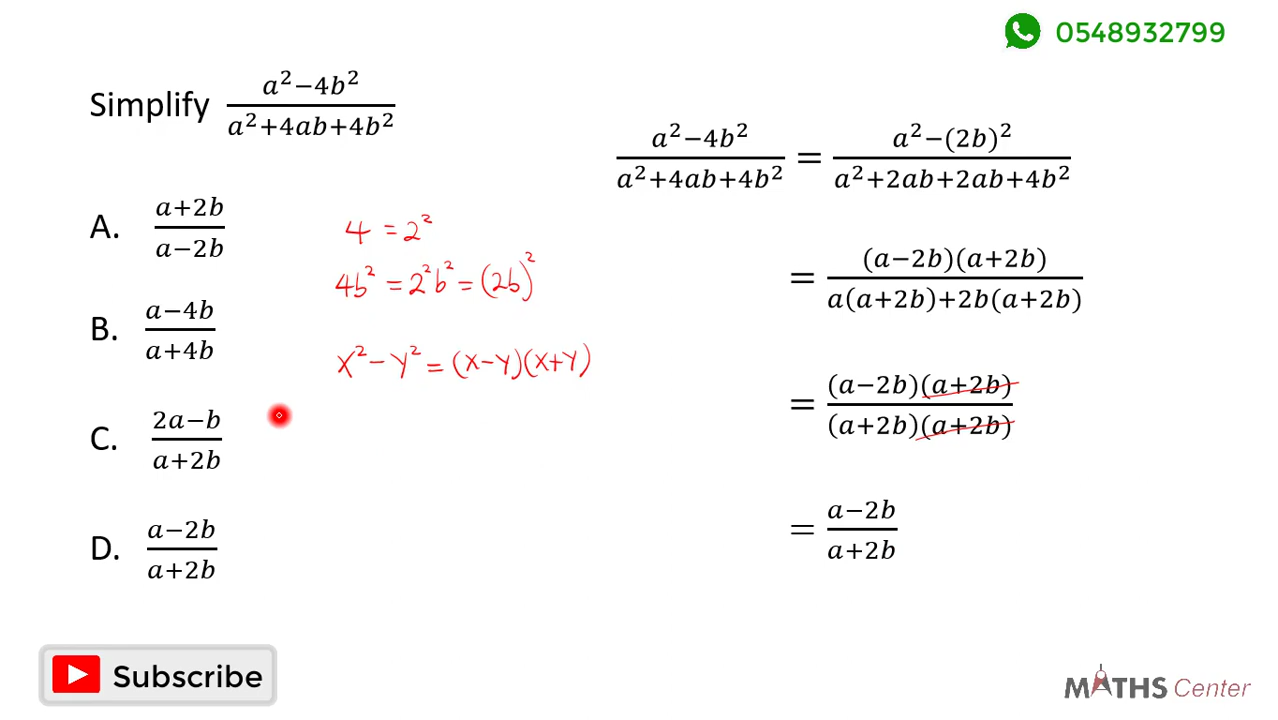 0548932799
Simplify (a²−4b²)/(a²+4ab+4b²)
A. (a+2b)/(a−2b)
B. (a−4b)/(a+4b)
C. (2a−b)/(a+2b)
D. (a−2b)/(a+2b)
4 = 2²
4b² = 2²b² = (2b)²
x² − y² = (x−y)(x+y)
(a²−4b²)/(a²+4ab+4b²) = (a²−(2b)²)/(a²+2ab+2ab+4b²)
= ((a−2b)(a+2b))/(a(a+2b)+2b(a+2b))
= ((a−2b)(a+2b))/((a+2b)(a+2b))
= (a−2b)/(a+2b)
Subscribe
MATHS Center